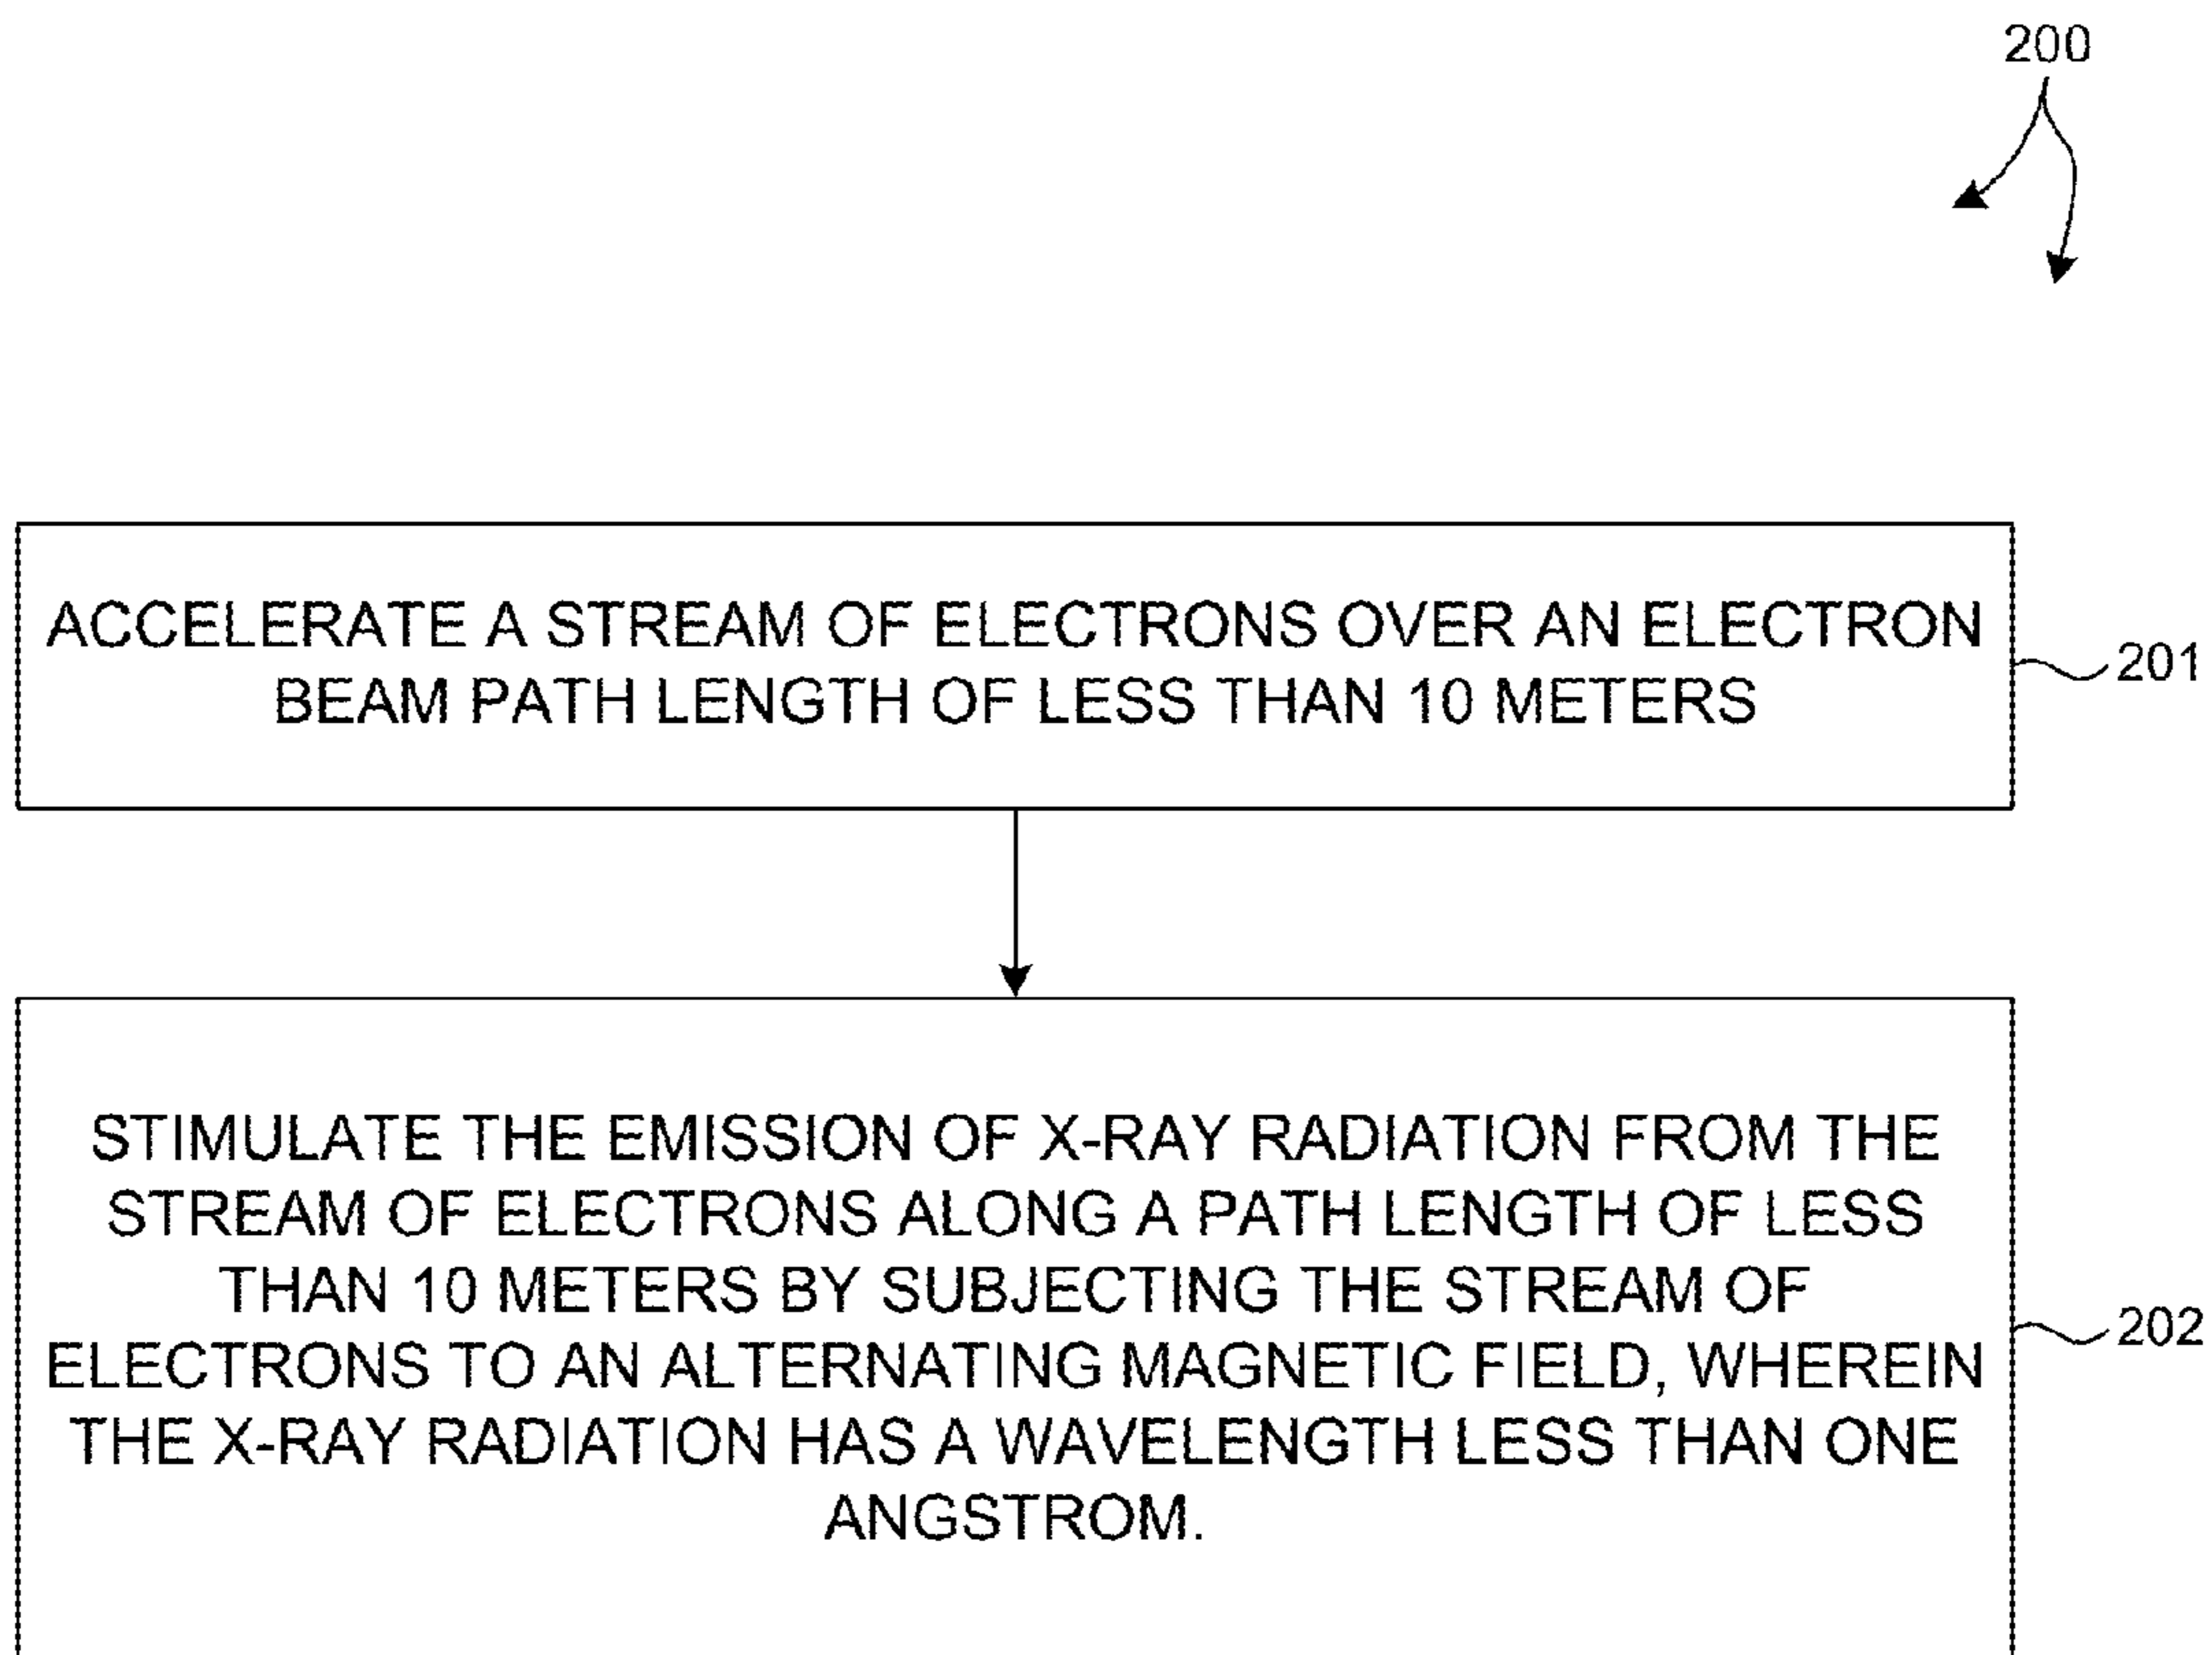 200
ACCELERATE A STREAM OF ELECTRONS OVER AN ELECTRON
BEAM PATH LENGTH OF LESS THAN 10 METERS
201
STIMULATE THE EMISSION OF X-RAY RADIATION FROM THE
STREAM OF ELECTRONS ALONG A PATH LENGTH OF LESS
THAN 10 METERS BY SUBJECTING THE STREAM OF
ELECTRONS TO AN ALTERNATING MAGNETIC FIELD, WHEREIN
THE X-RAY RADIATION HAS A WAVELENGTH LESS THAN ONE
ANGSTROM.
202